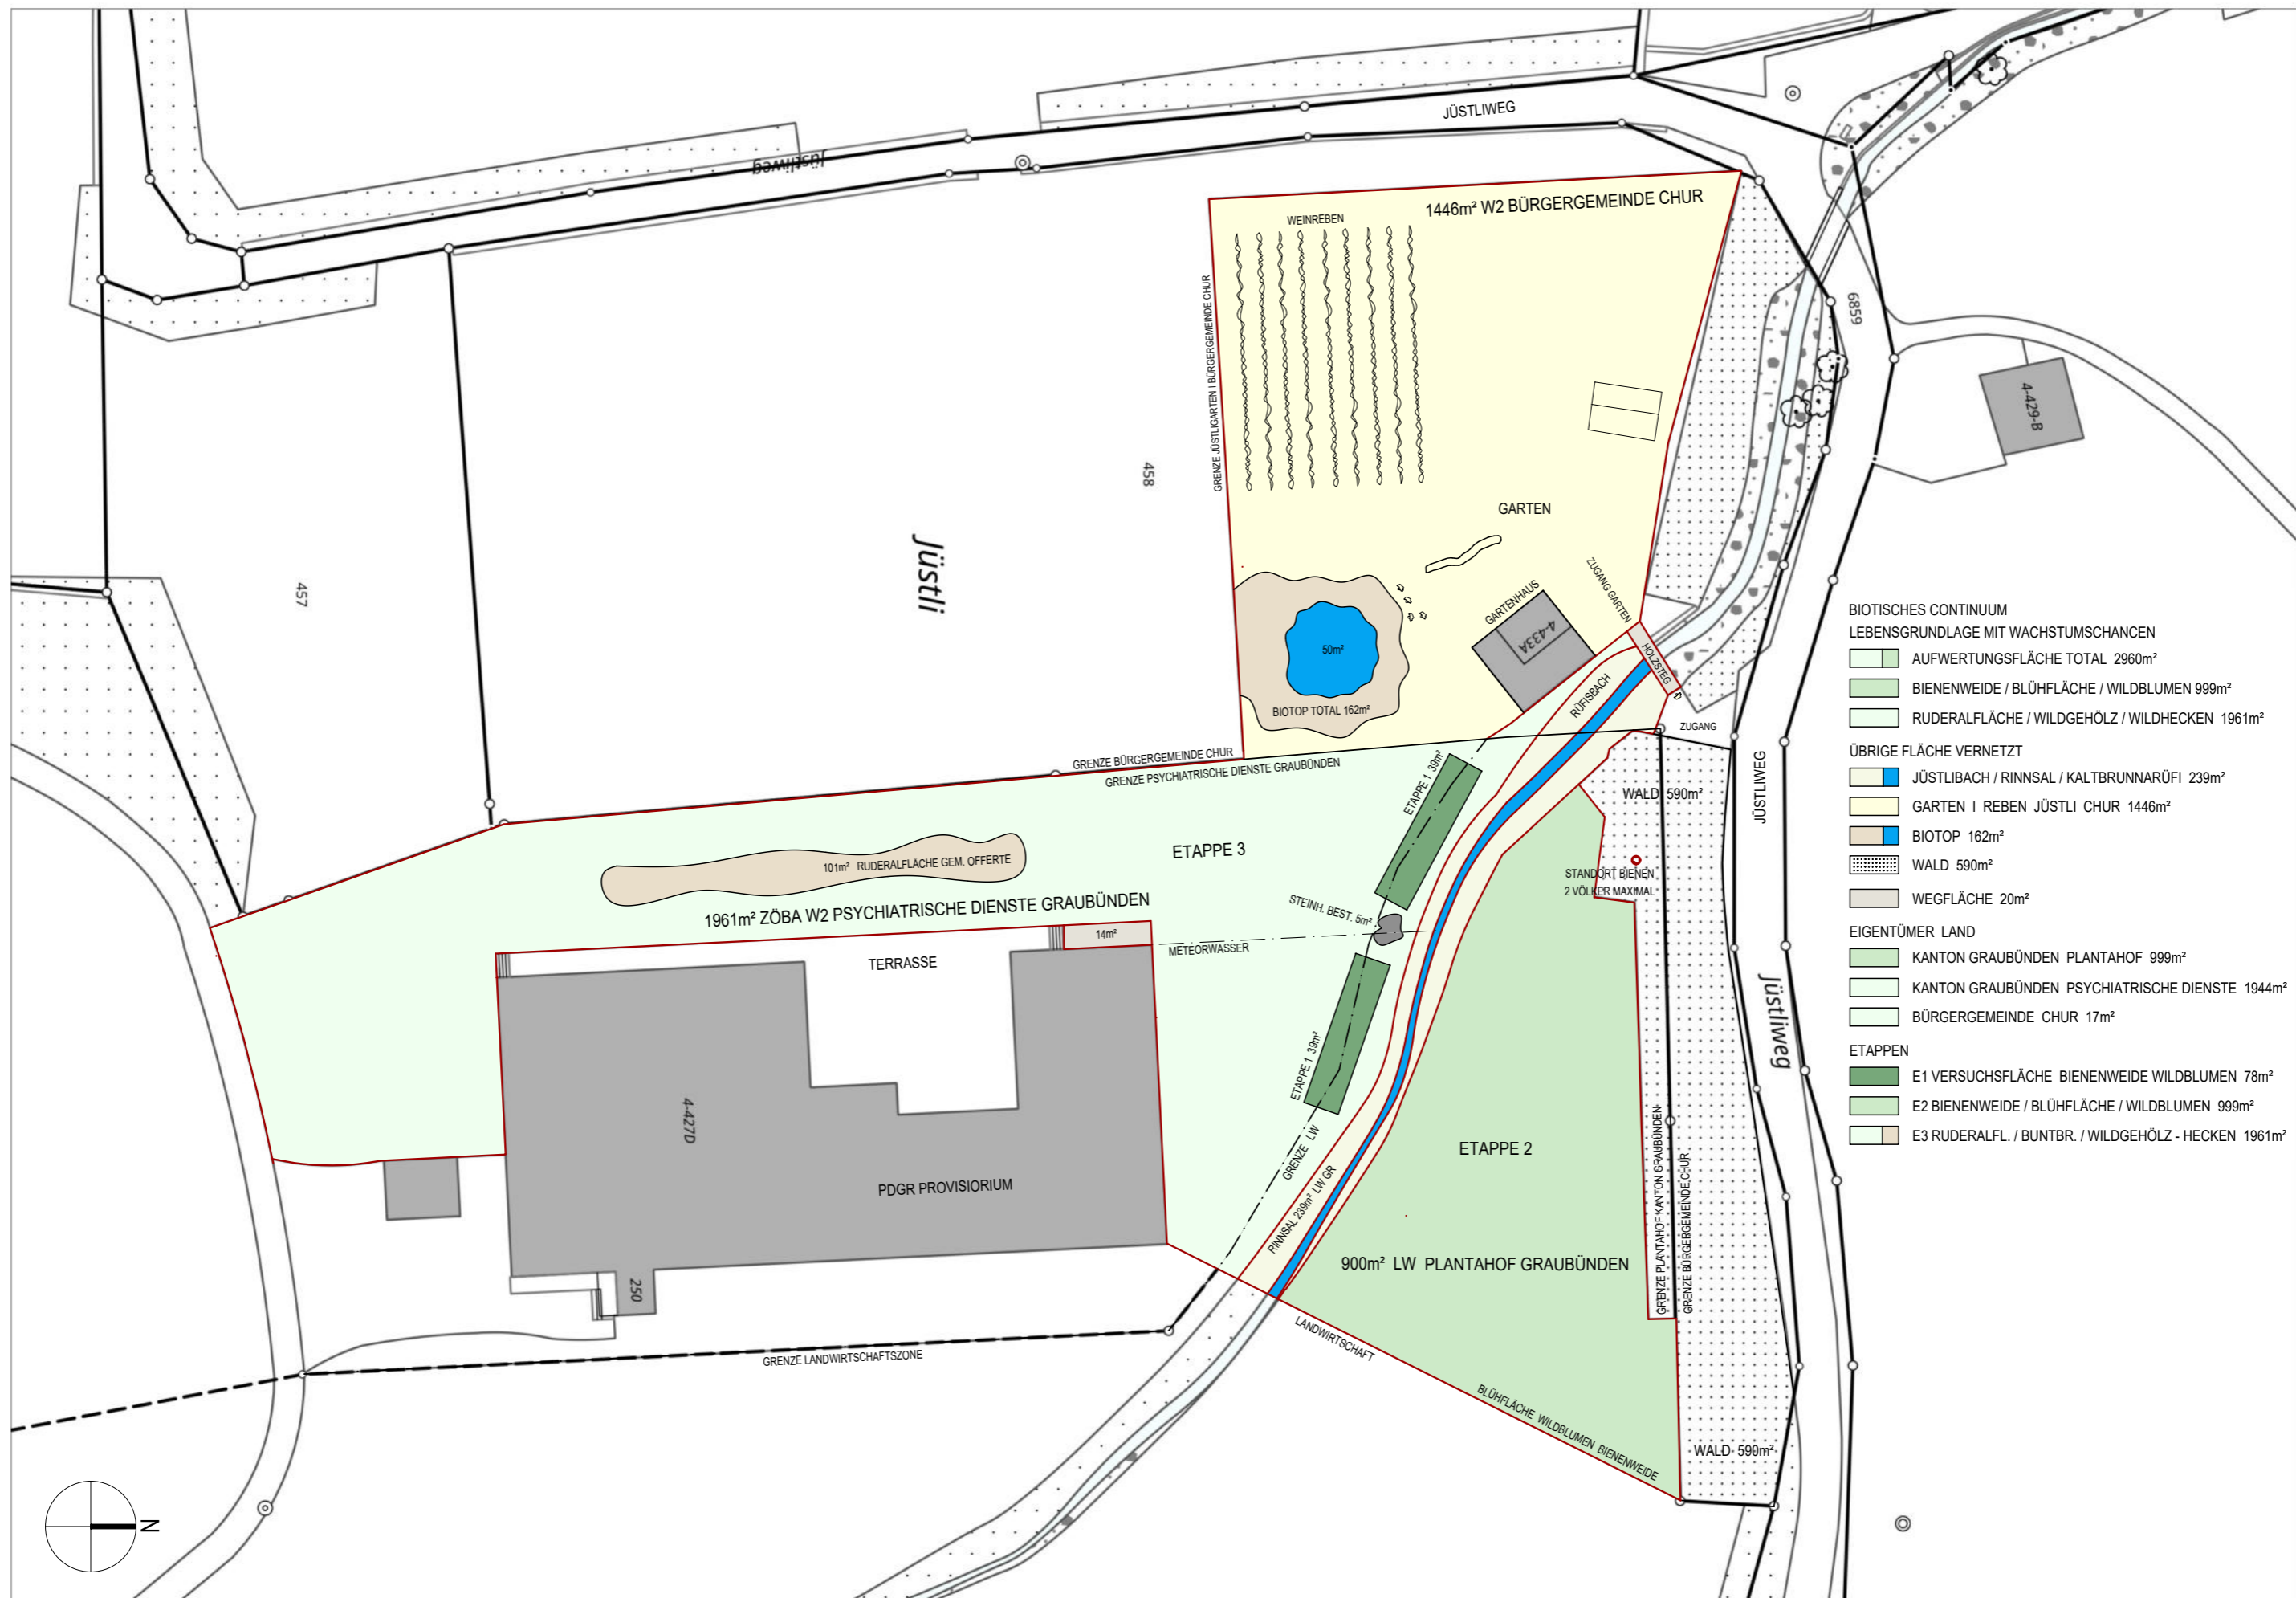 JÜSTLIWEG
Jüstliweg
1446m² W2 BÜRGERGEMEINDE CHUR
WEINREBEN
GRENZE JÜSTLIGARTEN I BÜRGERGEMEINDE CHUR
6859
4-429-B
458
457
Jüstli
GARTEN
ZUGANG GARTEN
GARTENHAUS
4-433A
HOLZSTEG
50m²
BIOTOP TOTAL 162m²
RÜFISBACH
ZUGANG
GRENZE BÜRGERGEMEINDE CHUR
GRENZE PSYCHIATRISCHE DIENSTE GRAUBÜNDEN
ETAPPE 1 39m²
WALD 590m²
JÜSTLIWEG
ETAPPE 3
101m² RUDERALFLÄCHE GEM. OFFERTE
STANDORT BIENEN
2 VÖLKER MAXIMAL
1961m² ZÖBA W2 PSYCHIATRISCHE DIENSTE GRAUBÜNDEN
STEINH. BEST. 5m²
14m²
METEORWASSER
TERRASSE
Jüstliweg
ETAPPE 1 39m²
4-427D
GRENZE LW
ETAPPE 2
PDGR PROVISIORIUM
RINNSAL 239m² LW GR
GRENZE PLANTAHOF KANTON GRAUBÜNDEN
GRENZE BÜRGERGEMEINDE CHUR
900m² LW PLANTAHOF GRAUBÜNDEN
250
LANDWIRTSCHAFT
GRENZE LANDWIRTSCHAFTSZONE
BLÜHFLÄCHE WILDBLUMEN BIENENWEIDE
WALD 590m²
N
BIOTISCHES CONTINUUM
LEBENSGRUNDLAGE MIT WACHSTUMSCHANCEN
AUFWERTUNGSFLÄCHE TOTAL 2960m²
BIENENWEIDE / BLÜHFLÄCHE / WILDBLUMEN 999m²
RUDERALFLÄCHE / WILDGEHÖLZ / WILDHECKEN 1961m²
ÜBRIGE FLÄCHE VERNETZT
JÜSTLIBACH / RINNSAL / KALTBRUNNARÜFI 239m²
GARTEN I REBEN JÜSTLI CHUR 1446m²
BIOTOP 162m²
WALD 590m²
WEGFLÄCHE 20m²
EIGENTÜMER LAND
KANTON GRAUBÜNDEN PLANTAHOF 999m²
KANTON GRAUBÜNDEN PSYCHIATRISCHE DIENSTE 1944m²
BÜRGERGEMEINDE CHUR 17m²
ETAPPEN
E1 VERSUCHSFLÄCHE BIENENWEIDE WILDBLUMEN 78m²
E2 BIENENWEIDE / BLÜHFLÄCHE / WILDBLUMEN 999m²
E3 RUDERALFL. / BUNTBR. / WILDGEHÖLZ - HECKEN 1961m²